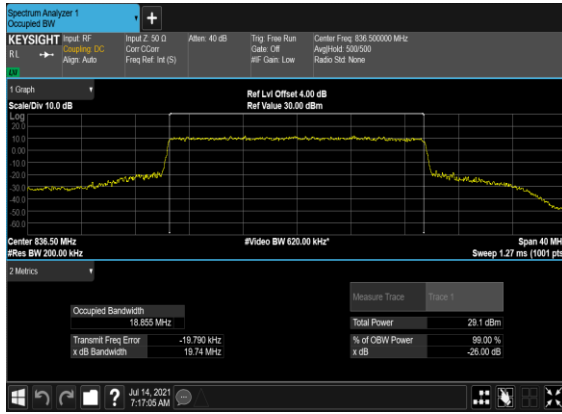 Spectrum Analyzer 1
Occupied BW
+
KEYSIGHT Input: RF Input Z: 50 Ω Atten: 40 dB Trig: Free Run Center Freq: 836.500000 MHz
RL Coupling: DC Corr CCorr Gate: Off Avg|Hold: 500/500
Align: Auto Freq Ref: Int (S) #IF Gain: Low Radio Std: None
1 Graph
Ref Lvl Offset 4.00 dB
Scale/Div 10.0 dB Ref Value 30.00 dBm
Log
20.0
10.0
0.00
-10.0
-20.0
-30.0
-40.0
-50.0
-60.0
Center 836.50 MHz #Video BW 620.00 kHz* Span 40 MH
#Res BW 200.00 kHz Sweep 1.27 ms (1001 pts
2 Metrics
Measure Trace Trace 1
Occupied Bandwidth
18.855 MHz Total Power 29.1 dBm
Transmit Freq Error -19.790 kHz % of OBW Power 99.00 %
x dB Bandwidth 19.74 MHz x dB -26.00 dB
? Jul 14, 2021
7:17:05 AM